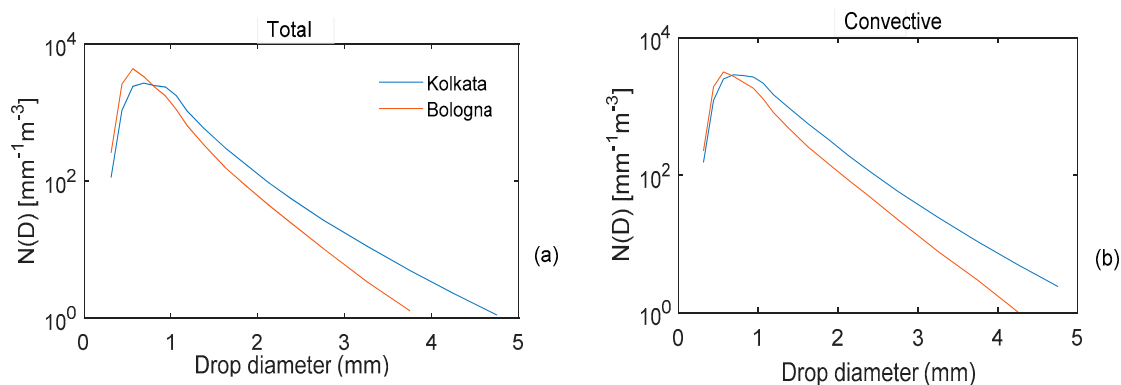 Total
10^4
Kolkata
Bologna
10^2
N(D) [mm^-1m^-3]
(a)
10^0
0 1 2 3 4 5
Drop diameter (mm)
Convective
10^4
10^2
N(D) [mm^-1m^-3]
(b)
10^0
0 1 2 3 4 5
Drop diameter (mm)